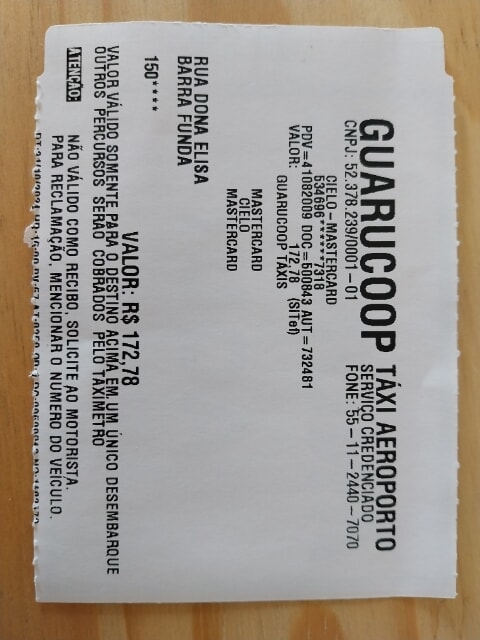 GUARUCOOP TÁXI AEROPORTO
SERVIÇO CREDENCIADO
CNPJ: 52.378.239/0001-01 FONE: 55-11-2440-7070
CIELO-MASTERCARD
534696*******7318
PDV=41082009 DOC=500843 AUT=732481
VALOR: 172,78 (SiTef)
GUARUCOOP TAXIS
MASTERCARD
CIELO
MASTERCARD
RUA DONA ELISA
BARRA FUNDA
150****
VALOR: R$ 172,78
VALOR VÁLIDO SOMENTE PARA O DESTINO ACIMA EM UM ÚNICO DESEMBARQUE
OUTROS PERCURSOS SERÃO COBRADOS PELO TAXÍMETRO
ATENÇÃO: NÃO VÁLIDO COMO RECIBO, SOLICITE AO MOTORISTA.
PARA RECLAMAÇÃO, MENCIONAR O NÚMERO DO VEÍCULO.